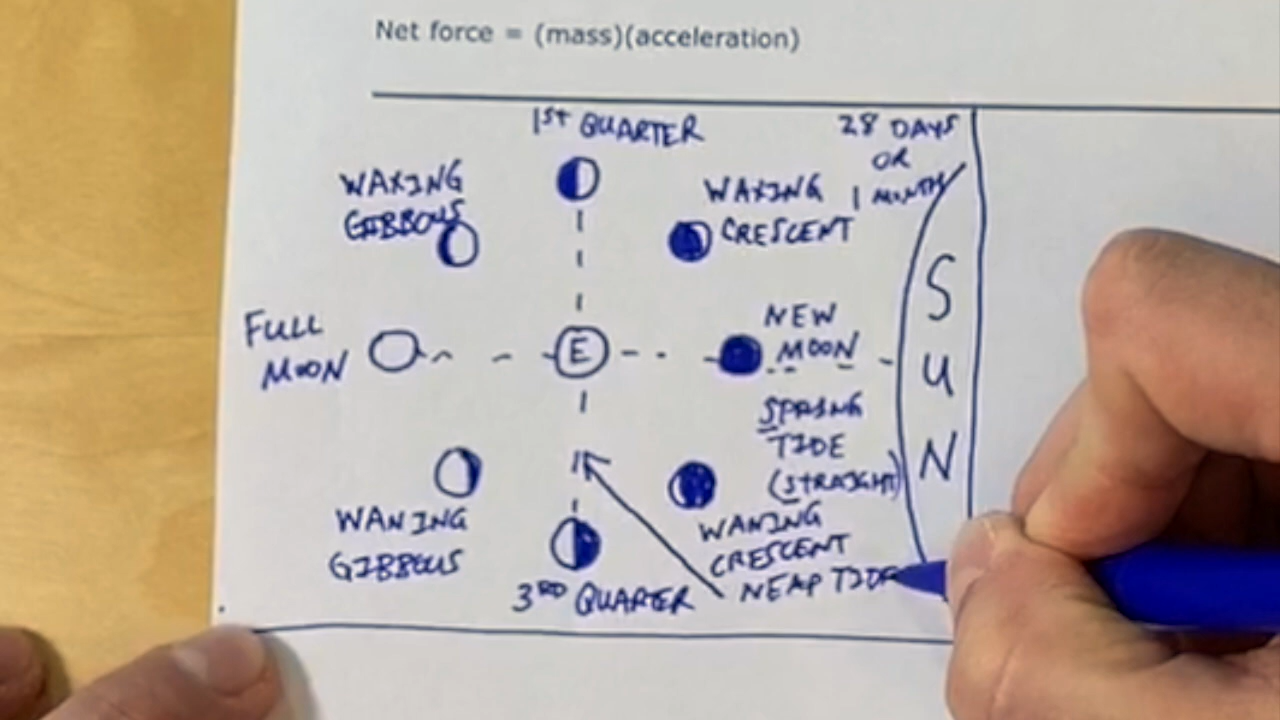 Net force = (mass)(acceleration)
1ST QUARTER
28 DAYS
OR
1 MONTH
WAXING
GIBBOUS
WAXING
CRESCENT
FULL
MOON
E
NEW
MOON
SUN
SPRING
TIDE
(STRAIGHT)
WANING
GIBBOUS
WANING
CRESCENT
3RD QUARTER
NEAP TIDE